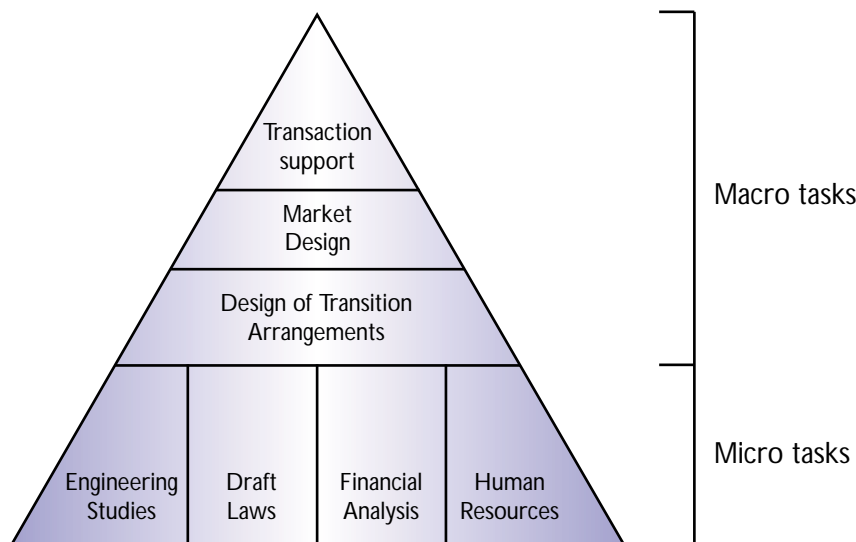 Transaction
support
Market
Design
Design of Transition
Arrangements
Macro tasks
Engineering
Studies
Draft
Laws
Financial
Analysis
Human
Resources
Micro tasks